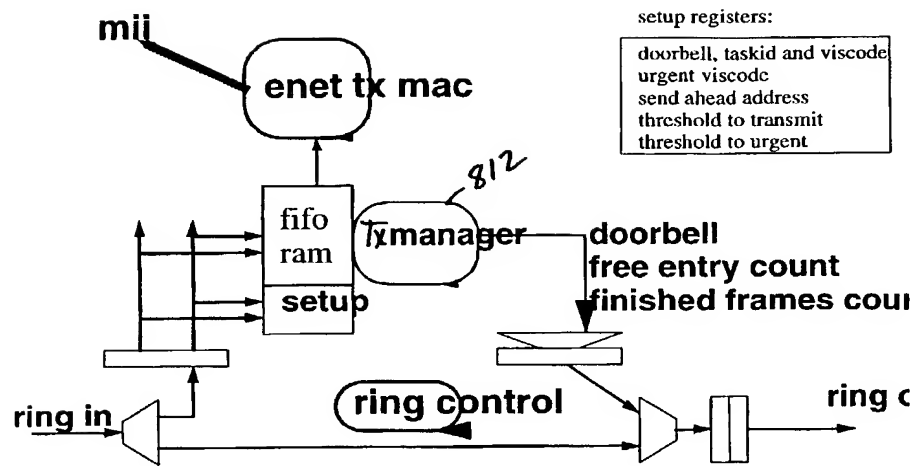 mii
enet tx mac
setup registers:
doorbell, taskid and viscode
urgent viscode
send ahead address
threshold to transmit
threshold to urgent
812
fifo
ram
setup
Txmanager
doorbell
free entry count
finished frames cour
ring in
ring control
ring c